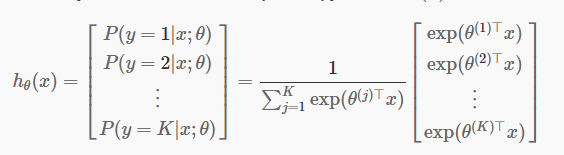 h_θ(x) = [ P(y = 1|x; θ) P(y = 2|x; θ) ⋮ P(y = K|x; θ) ] = 1 / ∑_{j=1}^{K} exp(θ^{(j)⊤} x) [ exp(θ^{(1)⊤} x) exp(θ^{(2)⊤} x) ⋮ exp(θ^{(K)⊤} x) ]